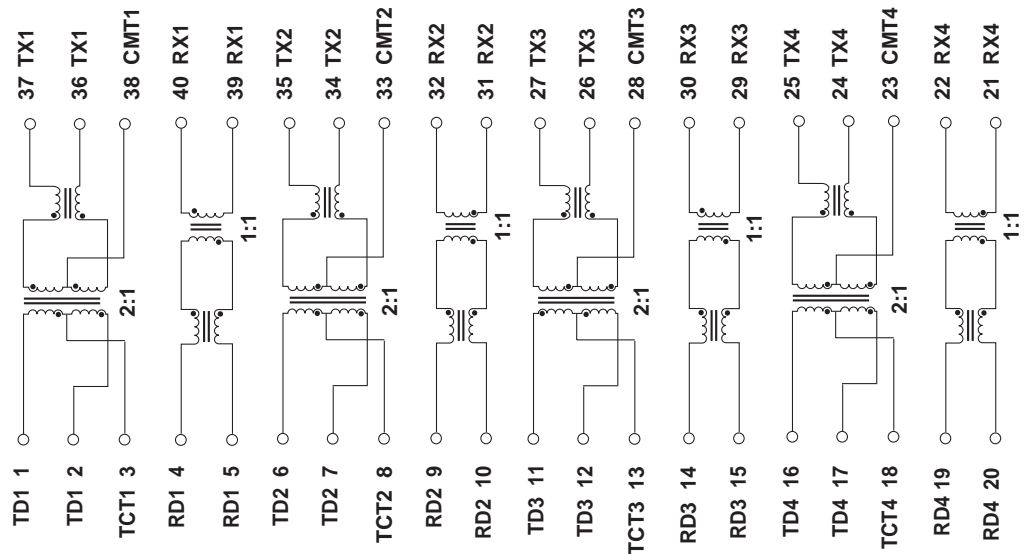 37 TX1
36 TX1
38 CMT1
40 RX1
39 RX1
35 TX2
34 TX2
33 CMT2
32 RX2
31 RX2
27 TX3
26 TX3
28 CMT3
30 RX3
29 RX3
25 TX4
24 TX4
23 CMT4
22 RX4
21 RX4
2:1
1:1
2:1
1:1
2:1
1:1
2:1
1:1
TD1 1
TD1 2
TCT1 3
RD1 4
RD1 5
TD2 6
TD2 7
TCT2 8
RD2 9
RD2 10
TD3 11
TD3 12
TCT3 13
RD3 14
RD3 15
TD4 16
TD4 17
TCT4 18
RD4 19
RD4 20